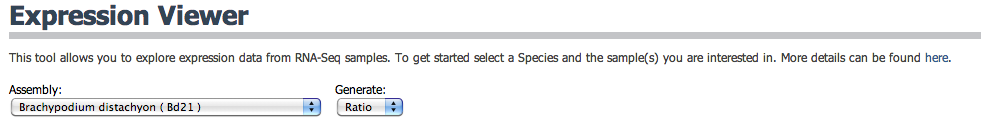 Expression Viewer
This tool allows you to explore expression data from RNA-Seq samples. To get started select a Species and the sample(s) you are interested in. More details can be found here.
Assembly: Generate:
Brachypodium distachyon ( Bd21 ) Ratio